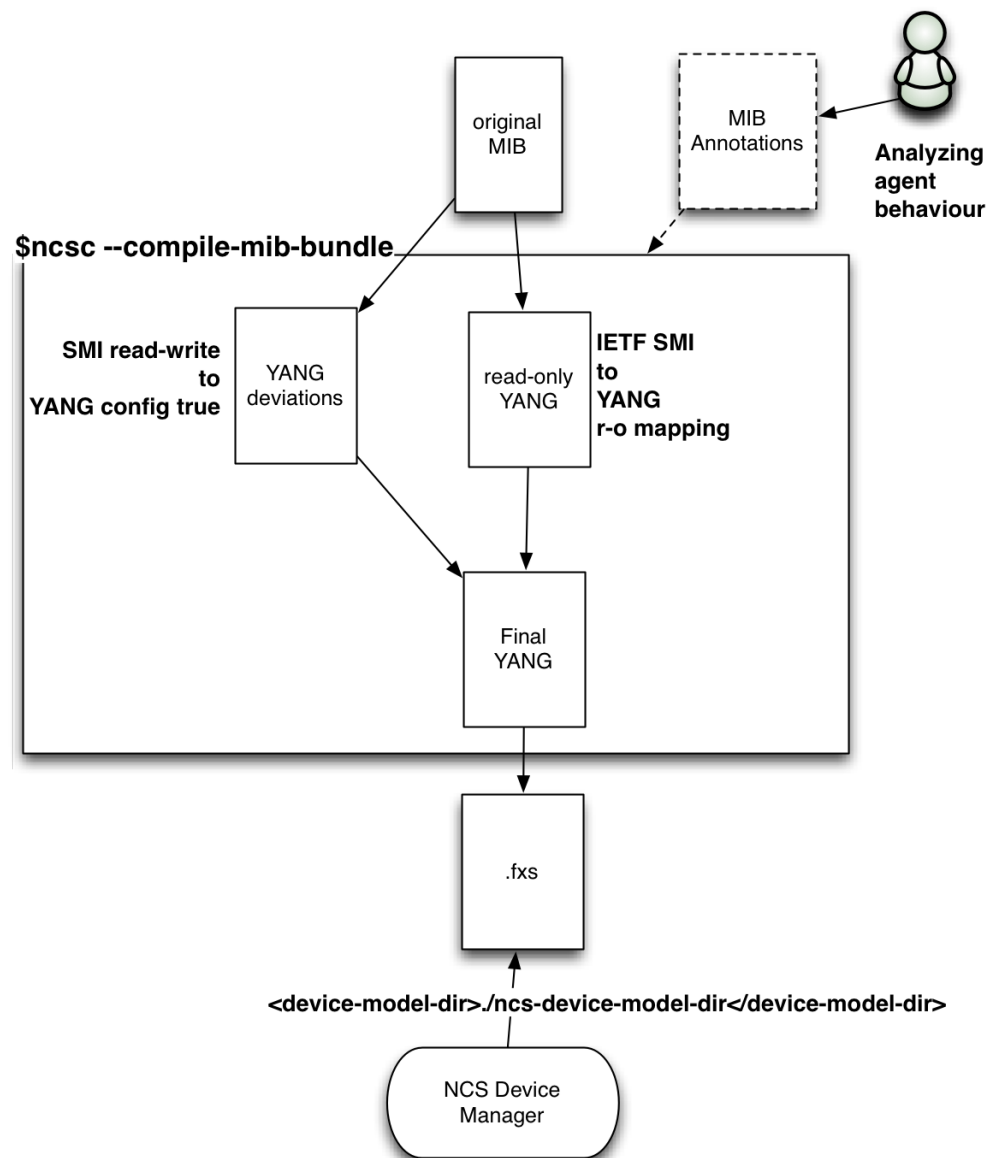 original
MIB
MIB
Annotations
Analyzing
agent
behaviour
$ncsc --compile-mib-bundle
SMI read-write
to
YANG config true
YANG
deviations
read-only
YANG
IETF SMI
to
YANG
r-o mapping
Final
YANG
.fxs
<device-model-dir>./ncs-device-model-dir</device-model-dir>
NCS Device
Manager